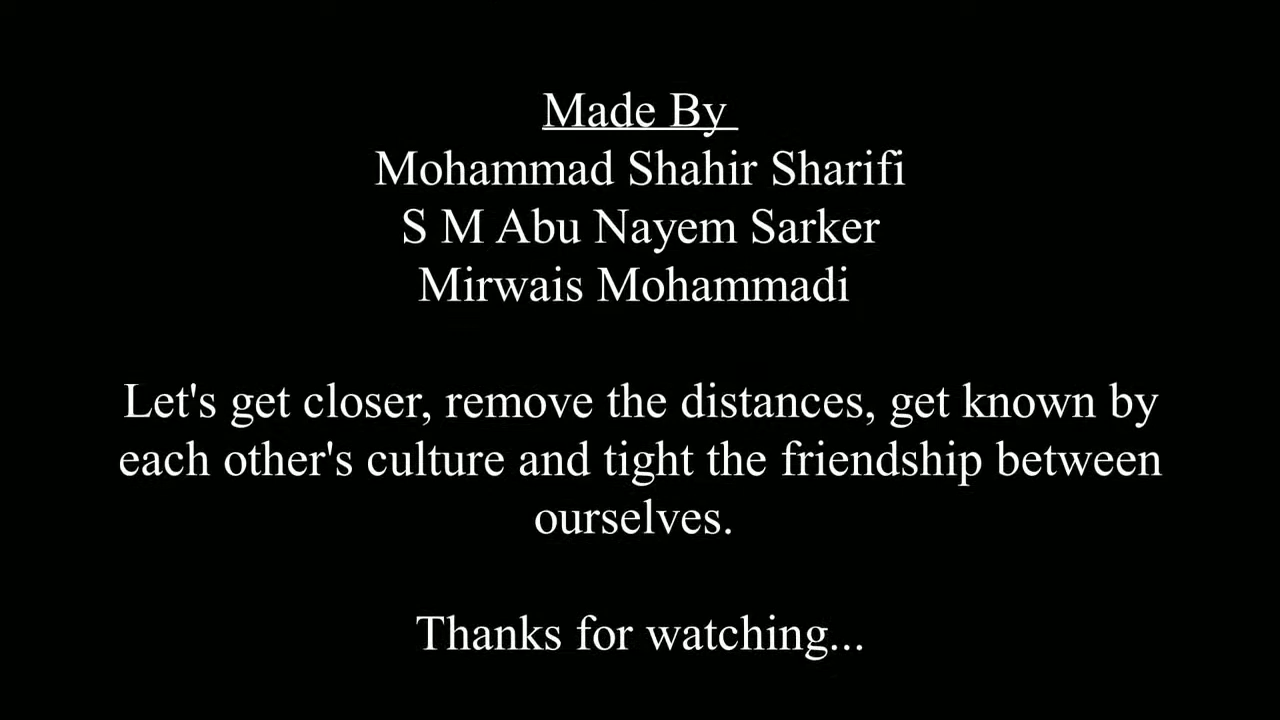 Made By
Mohammad Shahir Sharifi
S M Abu Nayem Sarker
Mirwais Mohammadi
Let's get closer, remove the distances, get known by
each other's culture and tight the friendship between
ourselves.
Thanks for watching...